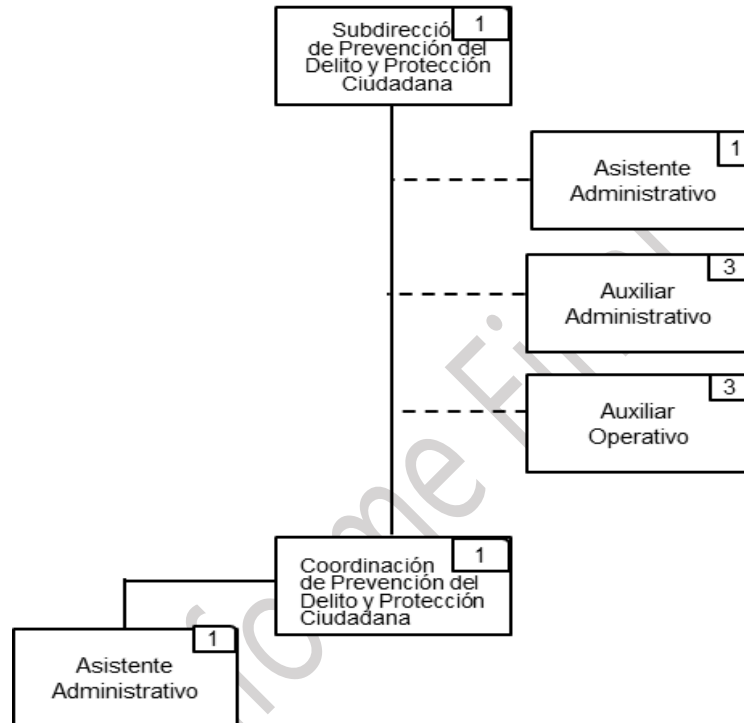 1
Subdirección
de Prevención del
Delito y Protección
Ciudadana
1
Asistente
Administrativo
3
Auxiliar
Administrativo
3
Auxiliar
Operativo
1
Coordinación
de Prevención del
Delito y Protección
Ciudadana
1
Asistente
Administrativo